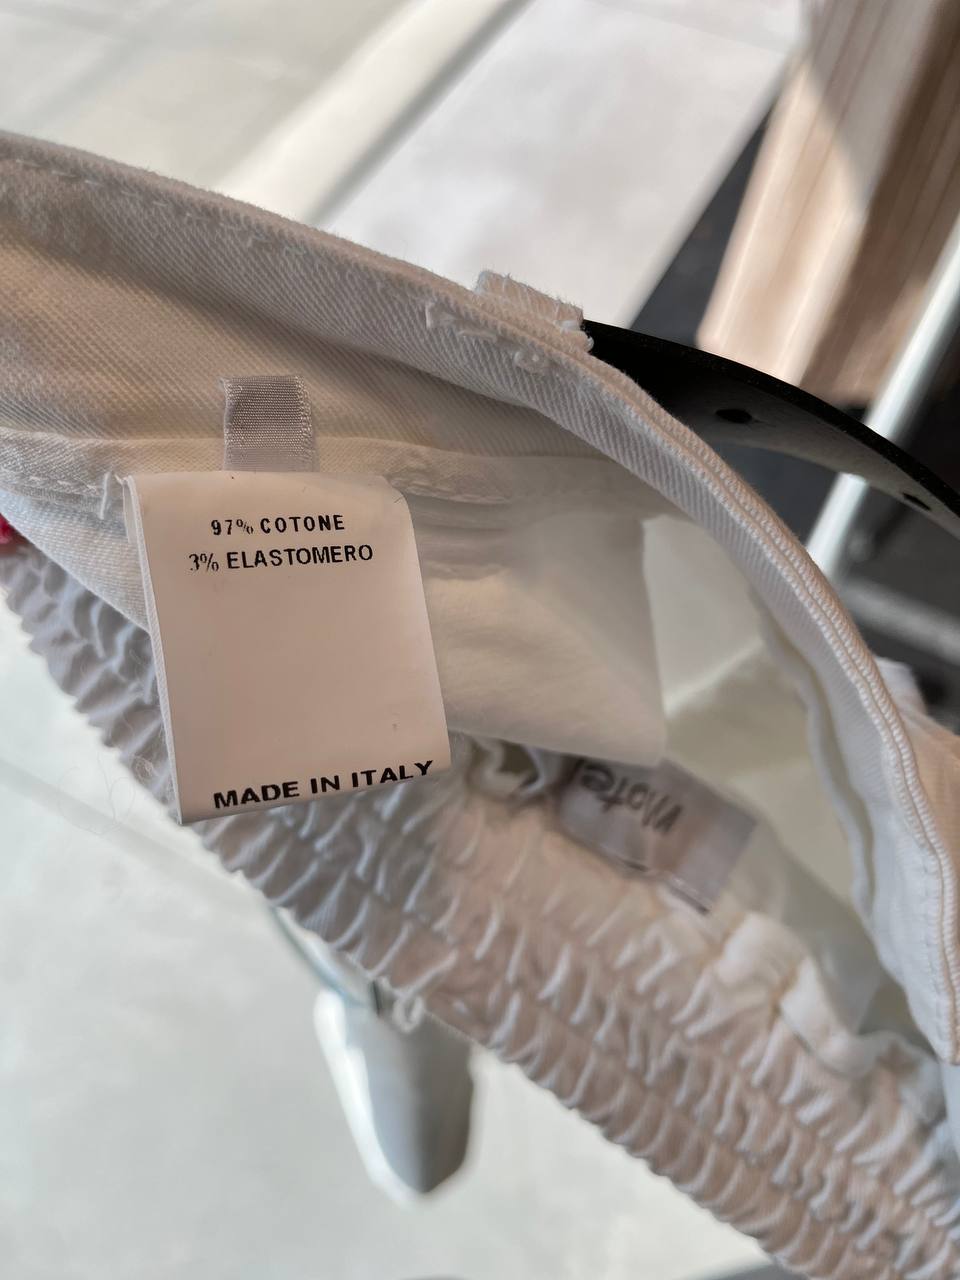 97% COTONE
3% ELASTOMERO
MADE IN ITALY